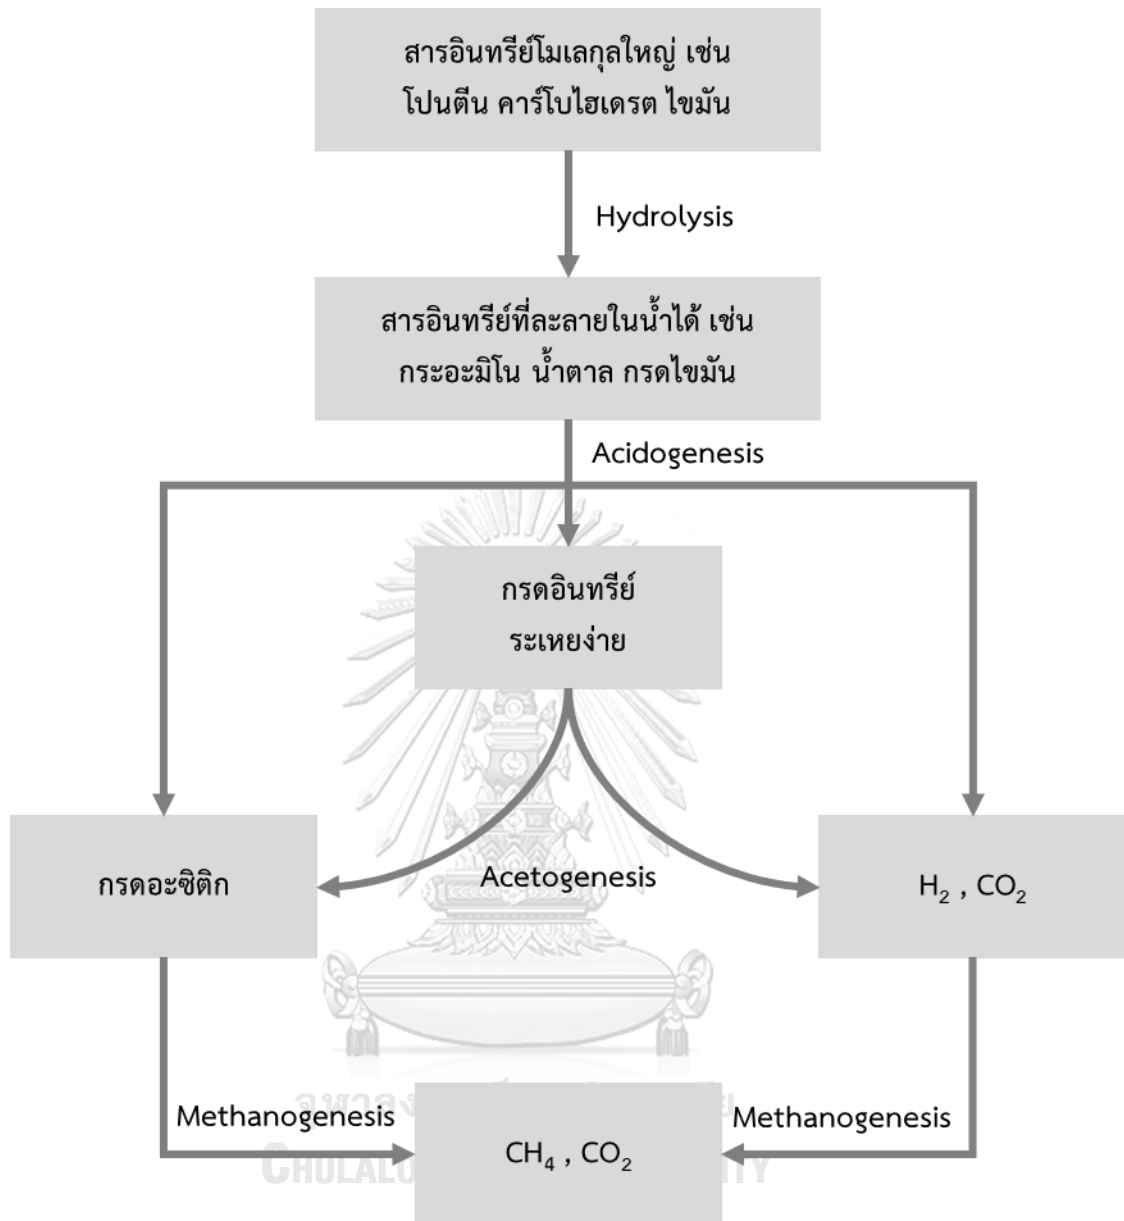 สารอินทรีย์โมเลกุลใหญ่ เช่น
โปนตีน คาร์โบไฮเดรต ไขมัน
Hydrolysis
สารอินทรีย์ที่ละลายในน้ำได้ เช่น
กระอะมิโน น้ำตาล กรดไขมัน
Acidogenesis
กรดอินทรีย์
ระเหยง่าย
กรดอะซิติก
Acetogenesis
H₂ , CO₂
Methanogenesis
Methanogenesis
CH₄ , CO₂